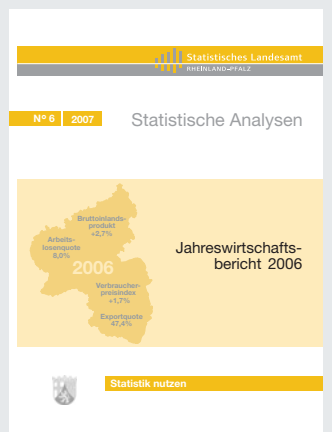 Statistisches Landesamt
RHEINLAND-PFALZ
Nº 6 2007
Statistische Analysen
Bruttoinlands-
produkt
+2,7%
Arbeits-
losenquote
8,0%
2006
Verbraucher-
preisindex
+1,7%
Exportquote
47,4%
Jahreswirtschafts-
bericht 2006
Statistik nutzen